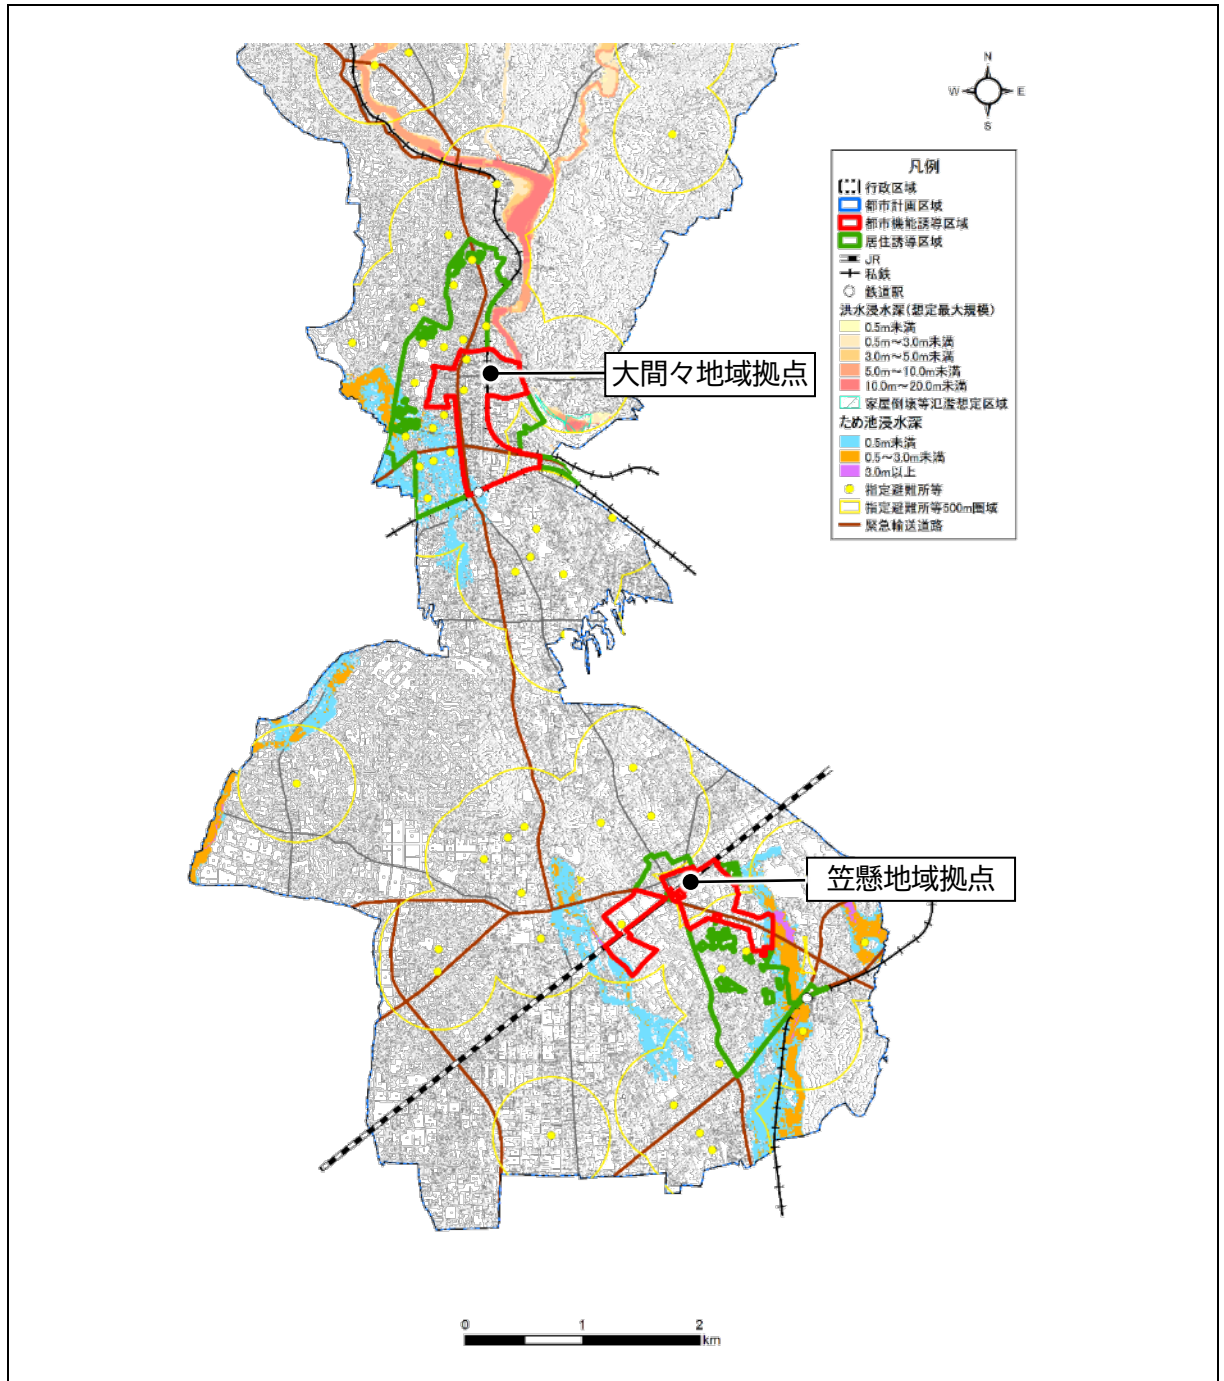 N
W
E
S
凡例
行政区域
都市計画区域
都市機能誘導区域
居住誘導区域
JR
私鉄
鉄道駅
洪水浸水深(想定最大規模)
0.5m未満
0.5m～3.0m未満
3.0m～5.0m未満
5.0m～10.0m未満
10.0m～20.0m未満
家屋倒壊等氾濫想定区域
ため池浸水深
0.5m未満
0.5～3.0m未満
3.0m以上
指定避難所等
指定避難所等500m圏域
緊急輸送道路
大間々地域拠点
笠懸地域拠点
0 1 2
km